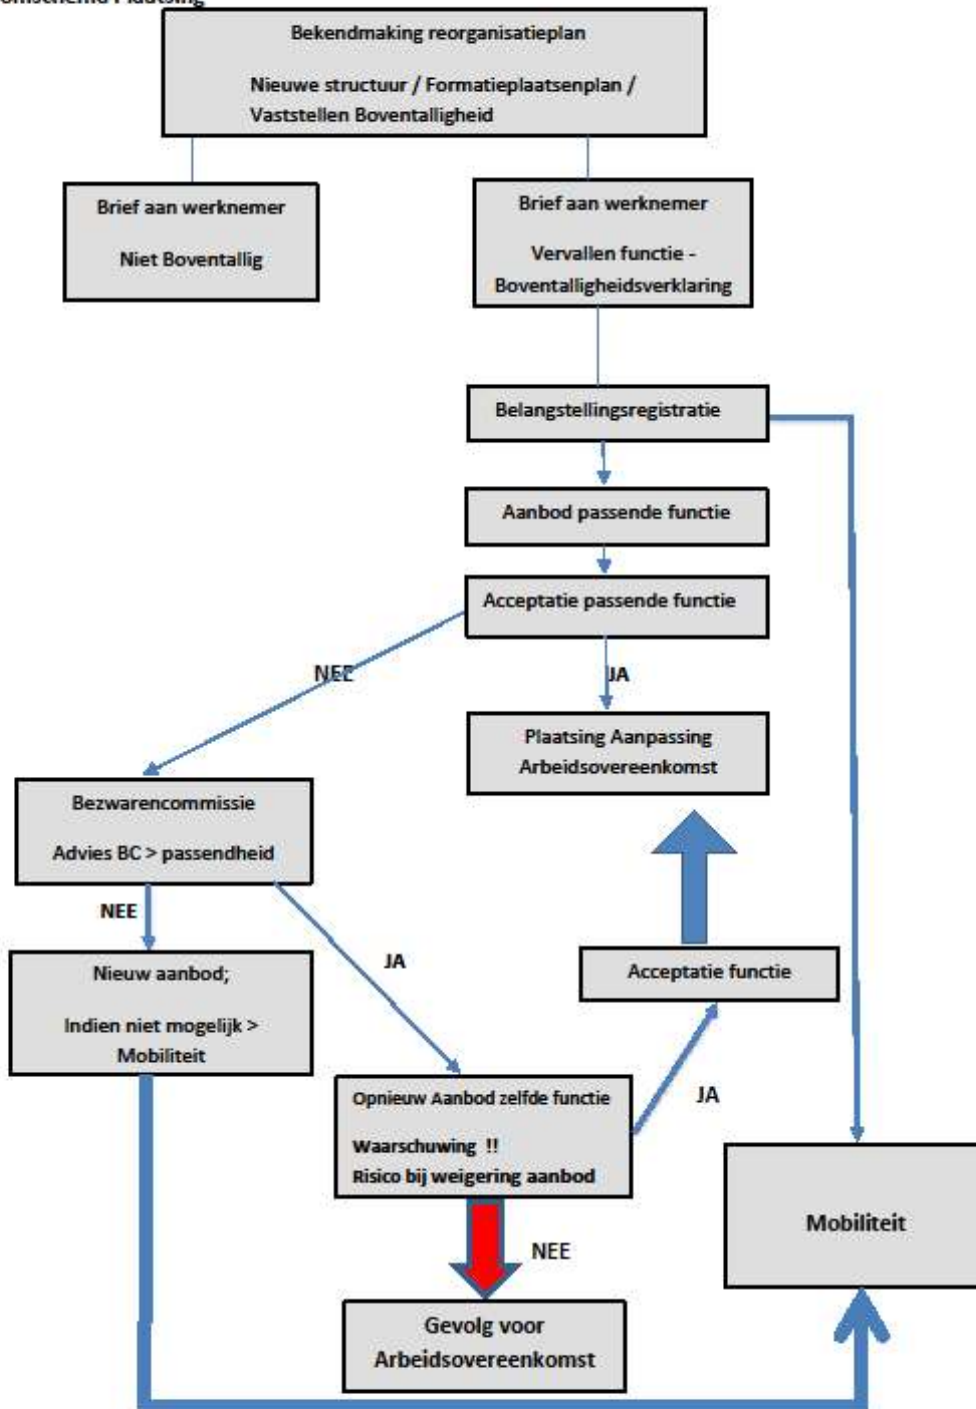 Plaatsing
Bekendmaking reorganisatieplan
Nieuwe structuur / Formatieplaatsenplan /
Vaststellen Boventalligheid
Brief aan werknemer
Niet Boventallig
Brief aan werknemer
Vervallen functie -
Boventalligheidsverklaring
Belangstellingsregistratie
Aanbod passende functie
Acceptatie passende functie
NEE
JA
Plaatsing Aanpassing
Arbeidsovereenkomst
Bezwarencommissie
Advies BC > passendheid
NEE
JA
Nieuw aanbod;
Indien niet mogelijk >
Mobiliteit
Acceptatie functie
Opnieuw Aanbod zelfde functie
Waarschuwing !!
Risico bij weigering aanbod
JA
Mobiliteit
NEE
Gevolg voor
Arbeidsovereenkomst